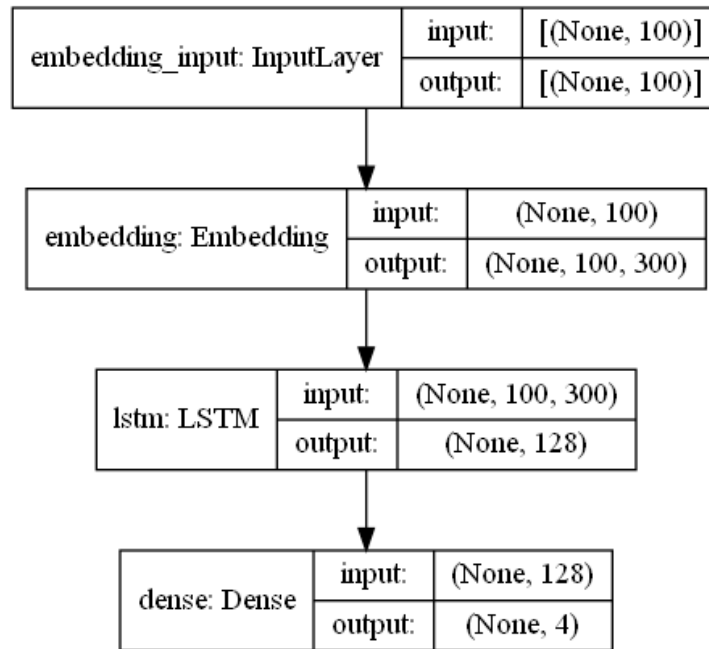 embedding_input: InputLayer
input: [(None, 100)]
output: [(None, 100)]
embedding: Embedding
input: (None, 100)
output: (None, 100, 300)
lstm: LSTM
input: (None, 100, 300)
output: (None, 128)
dense: Dense
input: (None, 128)
output: (None, 4)